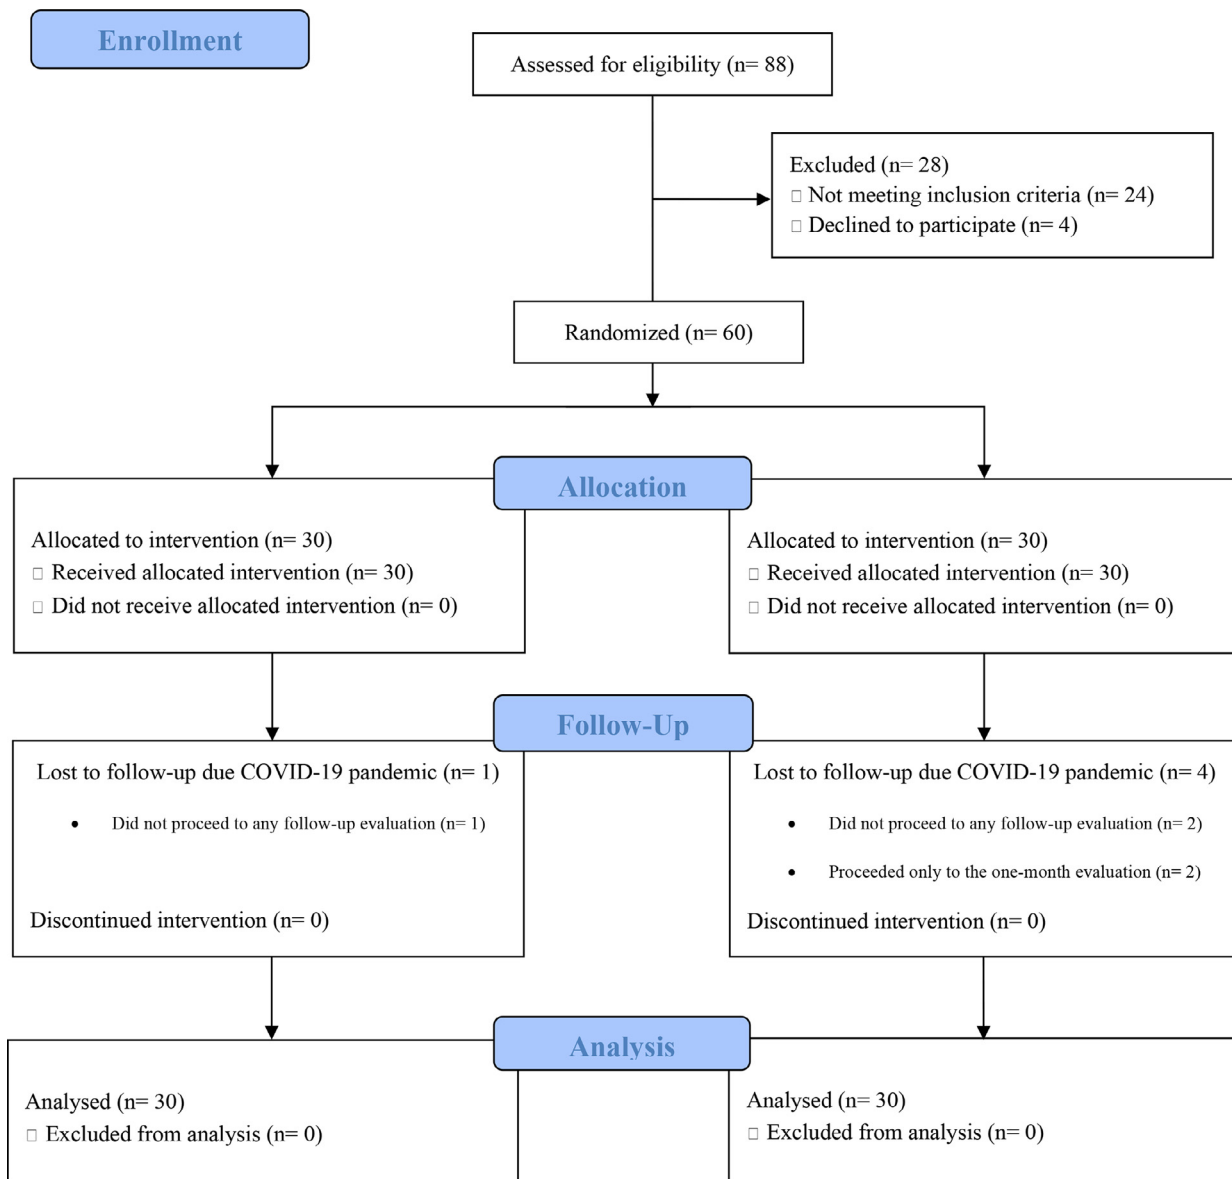 Enrollment
Assessed for eligibility (n= 88)
Excluded (n= 28)
□ Not meeting inclusion criteria (n= 24)
□ Declined to participate (n= 4)
Randomized (n= 60)
Allocation
Allocated to intervention (n= 30)
□ Received allocated intervention (n= 30)
□ Did not receive allocated intervention (n= 0)
Allocated to intervention (n= 30)
□ Received allocated intervention (n= 30)
□ Did not receive allocated intervention (n= 0)
Follow-Up
Lost to follow-up due COVID-19 pandemic (n= 1)
• Did not proceed to any follow-up evaluation (n= 1)
Discontinued intervention (n= 0)
Lost to follow-up due COVID-19 pandemic (n= 4)
• Did not proceed to any follow-up evaluation (n= 2)
• Proceeded only to the one-month evaluation (n= 2)
Discontinued intervention (n= 0)
Analysis
Analysed (n= 30)
□ Excluded from analysis (n= 0)
Analysed (n= 30)
□ Excluded from analysis (n= 0)